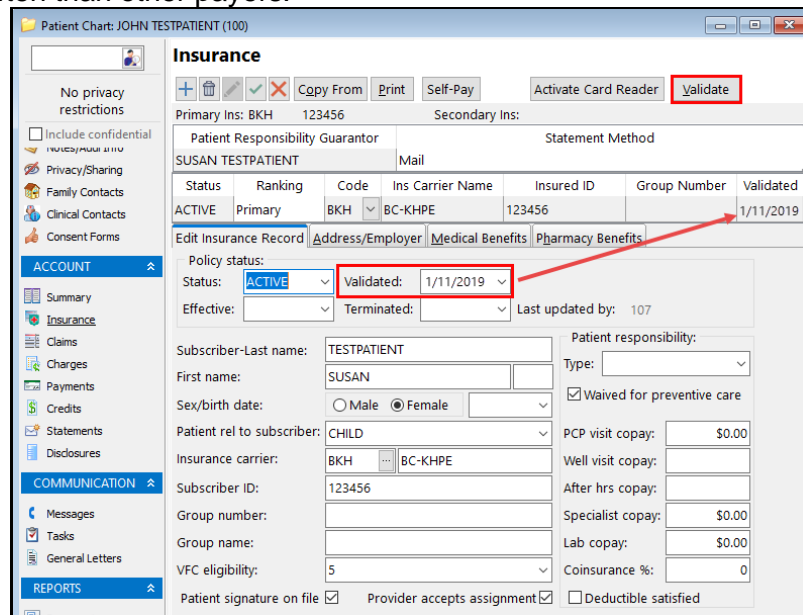 than other payers.
Patient Chart: JOHN TESTPATIENT (100)
No privacy
restrictions
Include confidential
Privacy/Sharing
Family Contacts
Clinical Contacts
Consent Forms
ACCOUNT
Summary
Insurance
Claims
Charges
Payments
Credits
Statements
Disclosures
COMMUNICATION
Messages
Tasks
General Letters
REPORTS
Insurance
Copy From Print Self-Pay Activate Card Reader Validate
Primary Ins: BKH 123456 Secondary Ins:
Patient Responsibility Guarantor Statement Method
SUSAN TESTPATIENT Mail
Status Ranking Code Ins Carrier Name Insured ID Group Number Validated
ACTIVE Primary BKH BC-KHPE 123456 1/11/2019
Edit Insurance Record Address/Employer Medical Benefits Pharmacy Benefits
Policy status:
Status: ACTIVE Validated: 1/11/2019
Effective: Terminated: Last updated by: 107
Subscriber-Last name: TESTPATIENT
First name: SUSAN
Sex/birth date: Male Female
Patient rel to subscriber: CHILD
Insurance carrier: BKH ... BC-KHPE
Subscriber ID: 123456
Group number:
Group name:
VFC eligibility: 5
Patient signature on file Provider accepts assignment
Patient responsibility:
Type:
Waived for preventive care
PCP visit copay: $0.00
Well visit copay:
After hrs copay:
Specialist copay: $0.00
Lab copay: $0.00
Coinsurance %: 0
Deductible satisfied